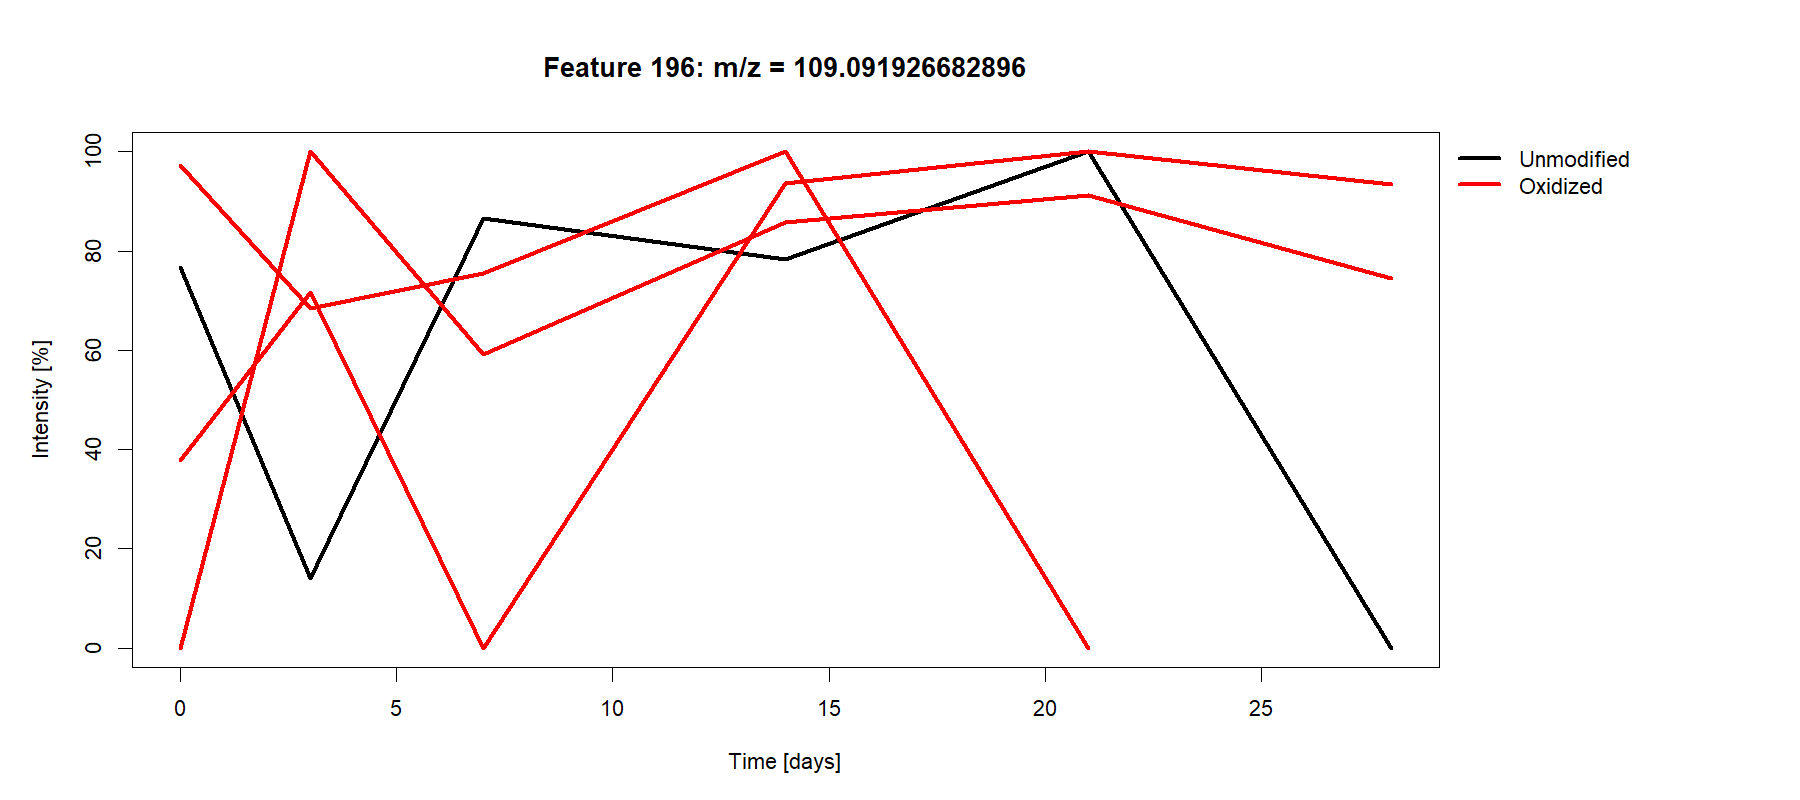 Feature 196: m/z = 109.091926682896
Unmodified
Oxidized
Intensity [%]
100
80
60
40
20
0
0 5 10 15 20 25
Time [days]